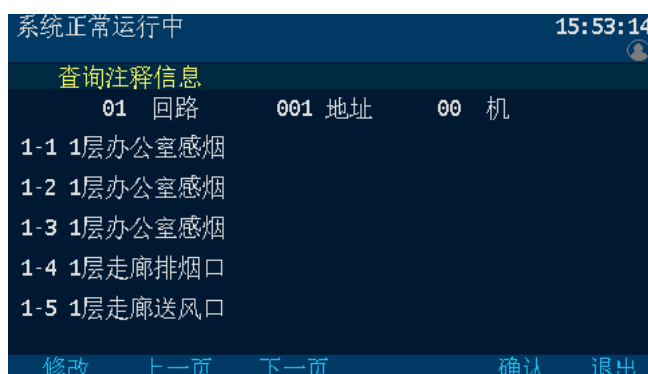 系统正常运行中 15:53:14
查询注释信息
01 回路 001 地址 00 机
1-1 1层办公室感烟
1-2 1层办公室感烟
1-3 1层办公室感烟
1-4 1层走廊排烟口
1-5 1层走廊送风口
修改 上一页 下一页 确认 退出